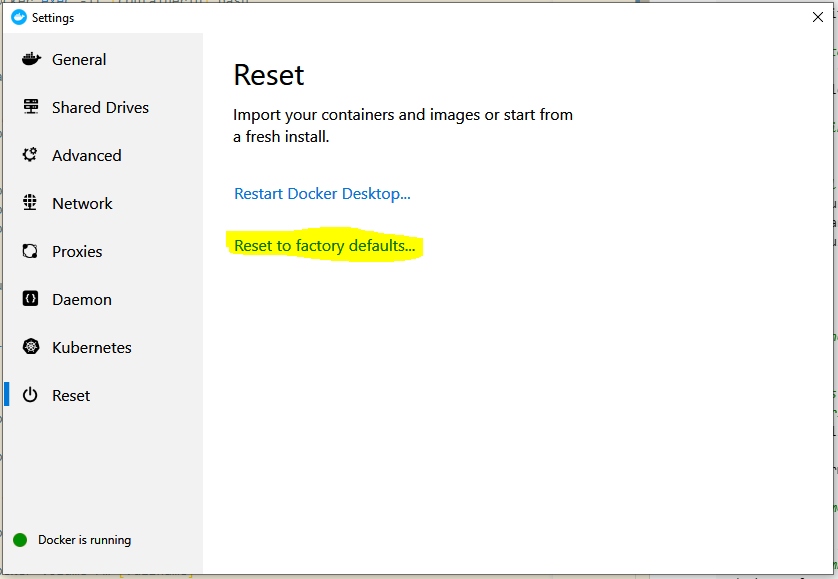 Settings
General
Shared Drives
Advanced
Network
Proxies
Daemon
Kubernetes
Reset
Docker is running
Reset
Import your containers and images or start from
a fresh install.
Restart Docker Desktop...
Reset to factory defaults...